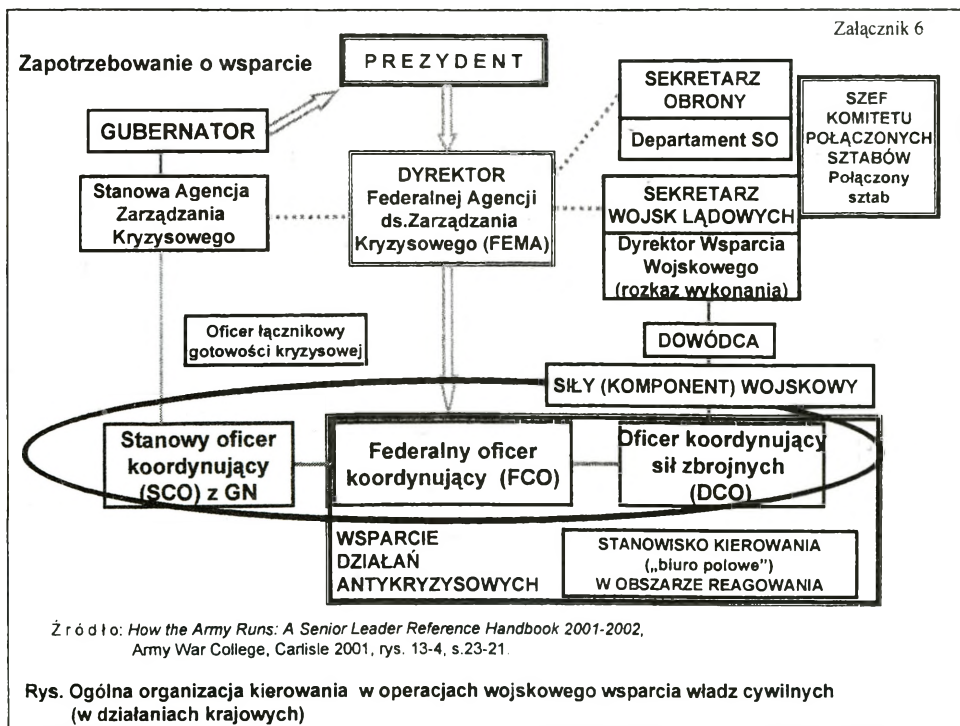 Załącznik 6
Zapotrzebowanie o wsparcie
PREZYDENT
GUBERNATOR
SEKRETARZ
OBRONY
Departament SO
SZEF
KOMITETU
POŁĄCZONYCH
SZTABÓW
Połączony
sztab
Stanowa Agencja
Zarządzania
Kryzysowego
DYREKTOR
Federalnej Agencji
ds.Zarządzania
Kryzysowego (FEMA)
SEKRETARZ
WOJSK LĄDOWYCH
Dyrektor Wsparcia
Wojskowego
(rozkaz wykonania)
Oficer łącznikowy
gotowości kryzysowej
DOWÓDCA
SIŁY (KOMPONENT) WOJSKOWY
Stanowy oficer
koordynujący
(SCO) z GN
Federalny oficer
koordynujący (FCO)
Oficer koordynujący
sił zbrojnych
(DCO)
WSPARCIE
DZIAŁAŃ
ANTYKRYZYSOWYCH
STANOWISKO KIEROWANIA
(„biuro polowe”)
W OBSZARZE REAGOWANIA
Źródło: How the Army Runs: A Senior Leader Reference Handbook 2001-2002,
Army War College, Carlisle 2001, rys. 13-4, s.23-21.
Rys. Ogólna organizacja kierowania w operacjach wojskowego wsparcia władz cywilnych
(w działaniach krajowych)